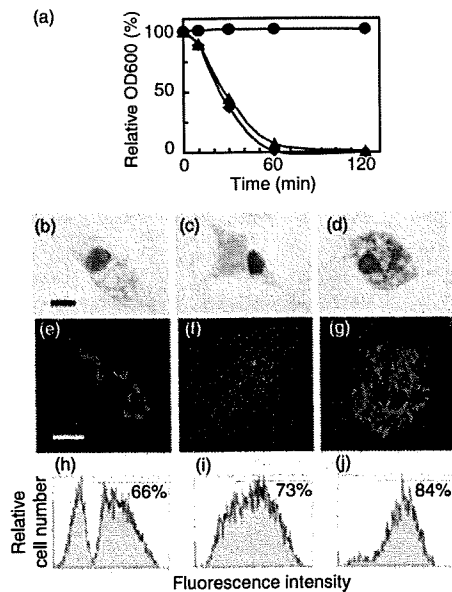 (a)
Relative OD600 (%)
100
50
0
0 60 120
Time (min)
(b) (c) (d)
(e) (f) (g)
(h) (i) (j)
66% 73% 84%
Relative
cell number
Fluorescence intensity